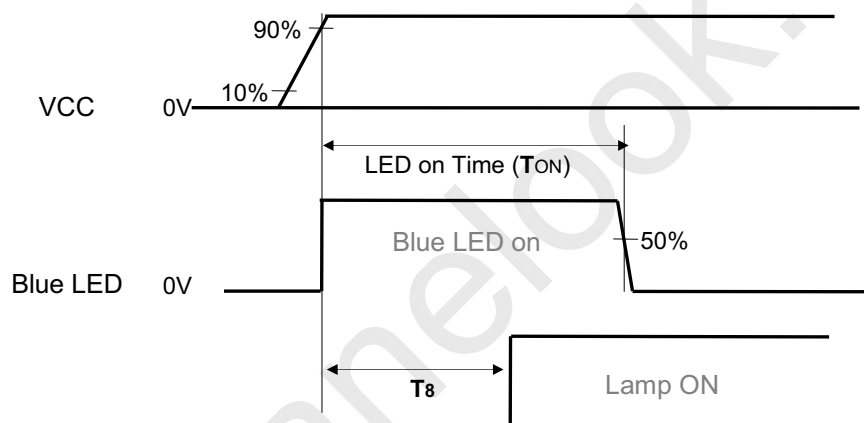 90%
10%
VCC 0V
LED on Time (TON)
Blue LED on
50%
Blue LED 0V
T8
Lamp ON